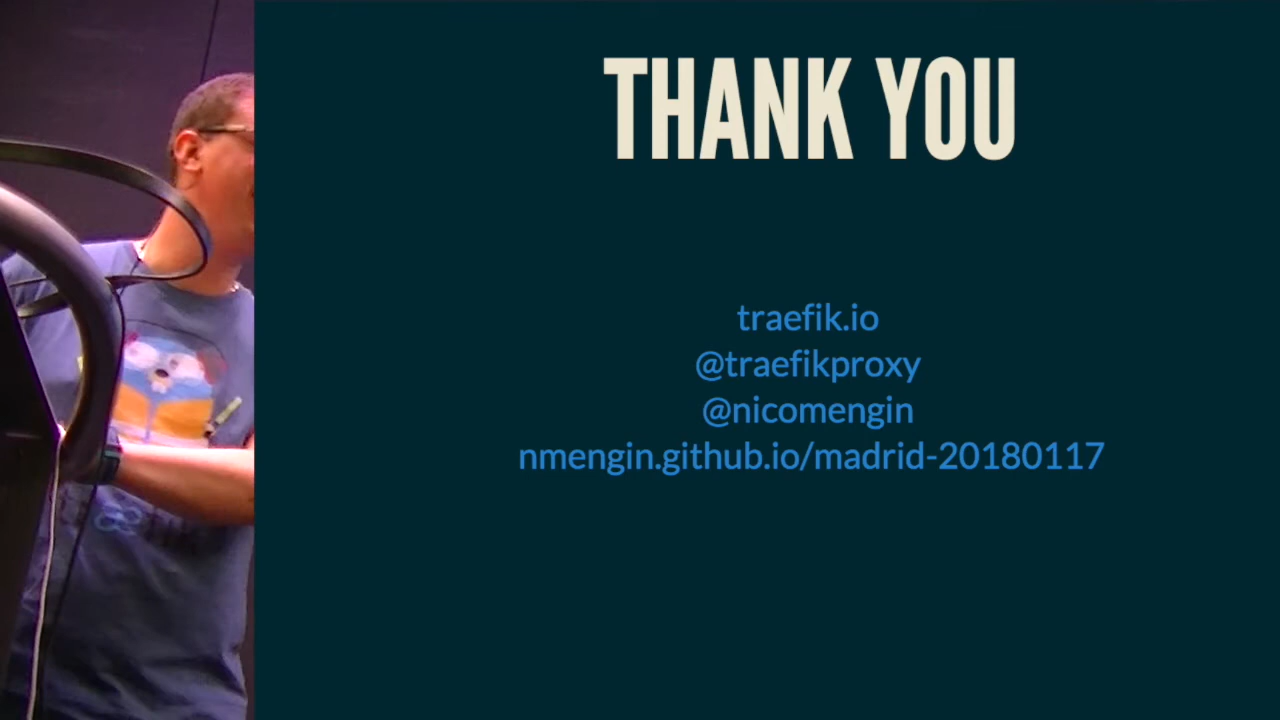 THANK YOU
traefik.io
@traefikproxy
@nicomengin
nmengin.github.io/madrid-20180117